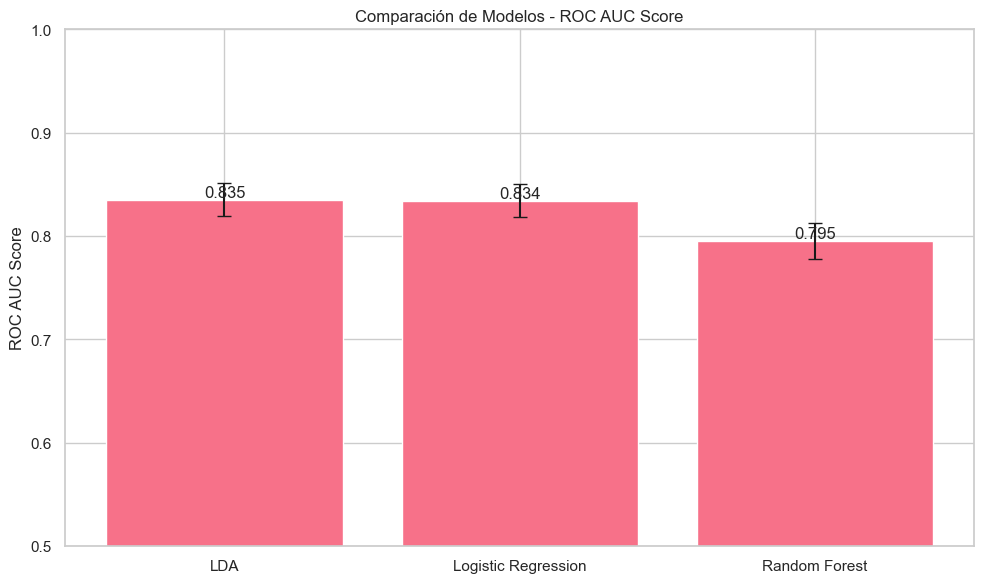 Comparación de Modelos - ROC AUC Score
ROC AUC Score
1.0
0.9
0.8
0.7
0.6
0.5
0.835
0.834
0.795
LDA
Logistic Regression
Random Forest